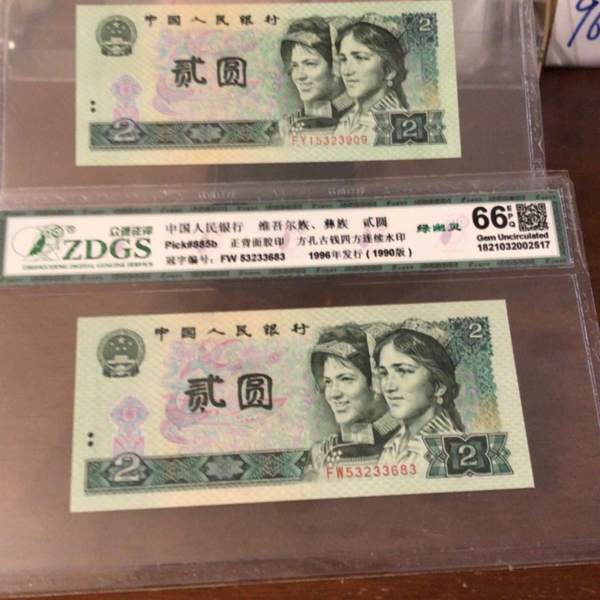 96
中国人民银行
2
贰圆
2
2
FY15323909
众诚评级 中国人民银行 维吾尔族、彝族 贰圆 绿幽灵 66 EPQ
ZDGS Pick#885b 正背面胶印 方孔古钱四方连续水印 Gem Uncirculated
冠字编号: FW 53233683 1996年发行(1990版) 1821032002517
中国人民银行
2
贰圆
2
2
FW53233683